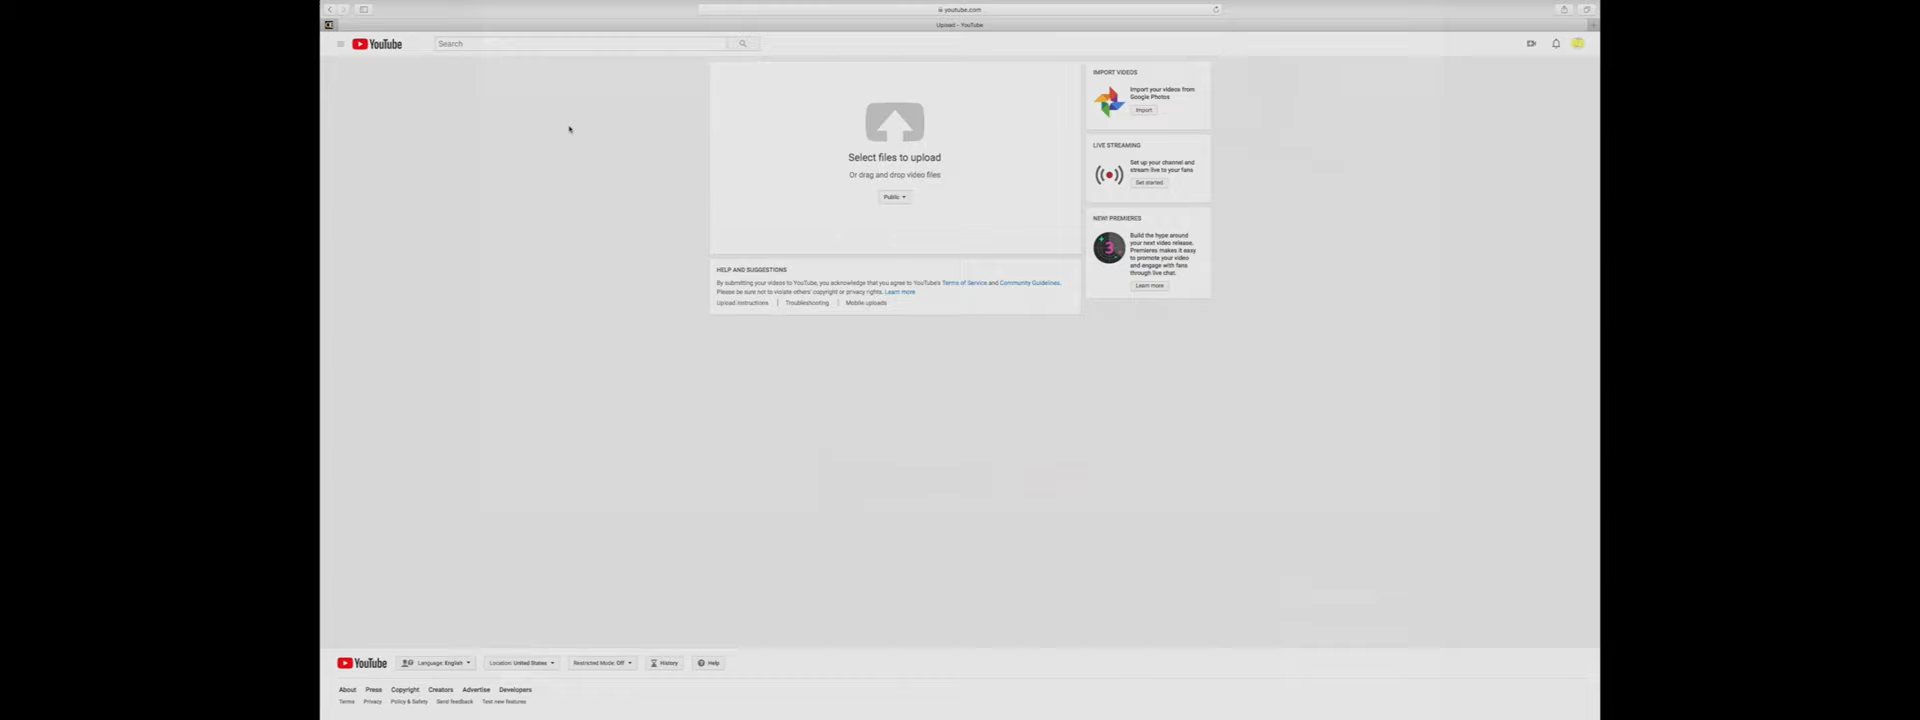 youtube.com
Upload - YouTube
YouTube
Search
Select files to upload
Or drag and drop video files
Public
IMPORT VIDEOS
Import your videos from
Google Photos
Import
LIVE STREAMING
Set up your channel and
stream live to your fans
Get started
NEW! PREMIERES
3
Build the hype around
your next video release.
Premieres makes it easy
to promote your video
and engage with fans
through live chat.
Learn more
HELP AND SUGGESTIONS
By submitting your videos to YouTube, you acknowledge that you agree to YouTube's Terms of Service and Community Guidelines.
Please be sure not to violate others' copyright or privacy rights. Learn more
Upload instructions | Troubleshooting | Mobile uploads
YouTube Language: English Location: United States Restricted Mode: Off History Help
About Press Copyright Creators Advertise Developers
Terms Privacy Policy & Safety Send feedback Test new features